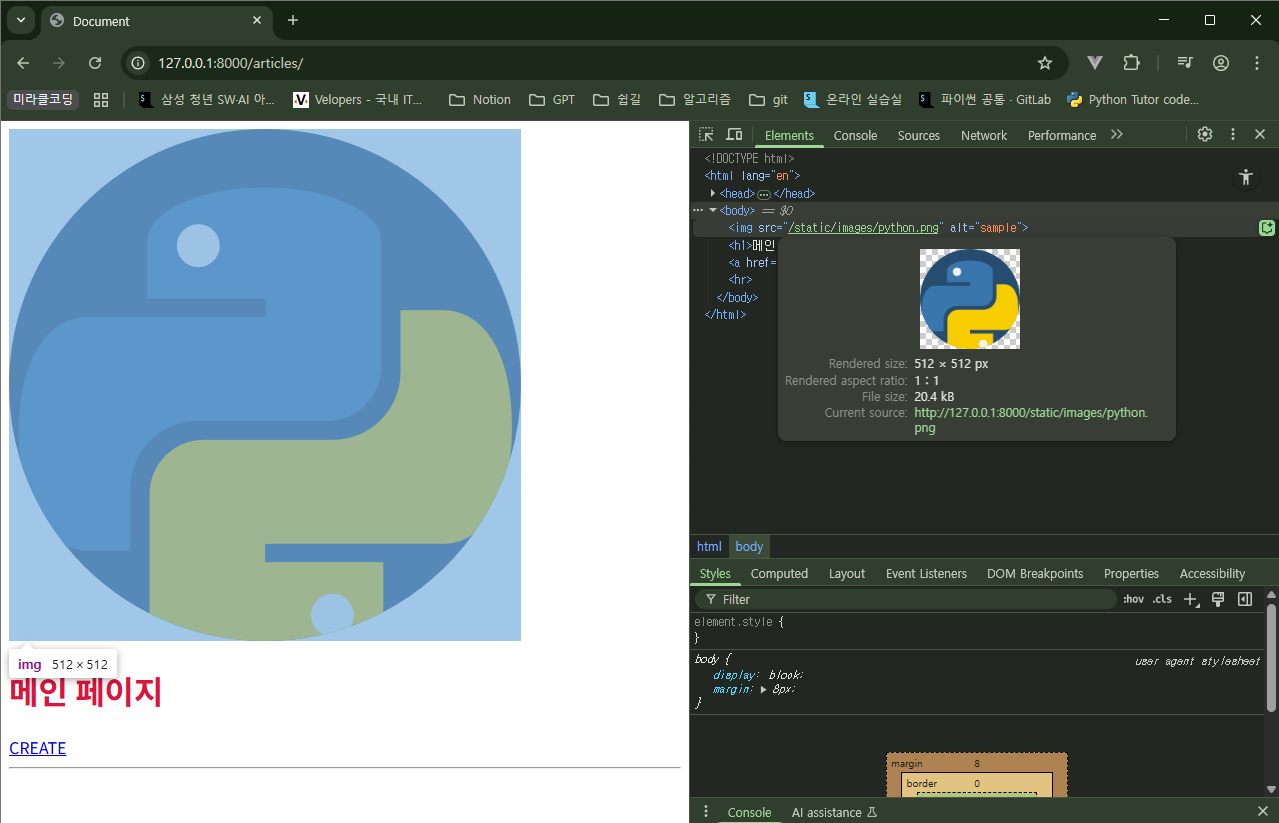 Document
127.0.0.1:8000/articles/
미라클코딩
삼성 청년 SW·AI 아...
Velopers - 국내 IT...
Notion
GPT
쉽길
알고리즘
git
온라인 실습실
파이썬 공통 · GitLab
Python Tutor code...
Elements Console Sources Network Performance
<!DOCTYPE html>
<html lang="en">
<head> </head>
<body> == $0
<img src="/static/images/python.png" alt="sample">
<h1>메인
<a href=
<hr>
</body>
</html>
Rendered size: 512 × 512 px
Rendered aspect ratio: 1∶1
File size: 20.4 kB
Current source: http://127.0.0.1:8000/static/images/python.
png
img 512 × 512
메인 페이지
CREATE
html body
Styles Computed Layout Event Listeners DOM Breakpoints Properties Accessibility
Filter :hov .cls
element.style {
}
body { user agent stylesheet
display: block;
margin: 8px;
}
margin 8
border 0
Console AI assistance